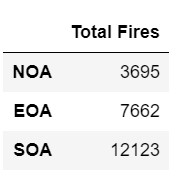 Total Fires
NOA 3695
EOA 7662
SOA 12123